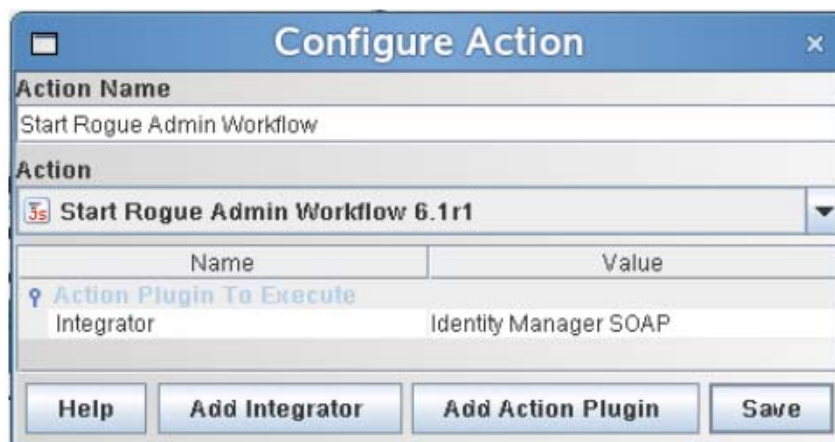 Configure Action
Action Name
Start Rogue Admin Workflow
Action
Js Start Rogue Admin Workflow 6.1r1
Name Value
Action Plugin To Execute
Integrator Identity Manager SOAP
Help Add Integrator Add Action Plugin Save